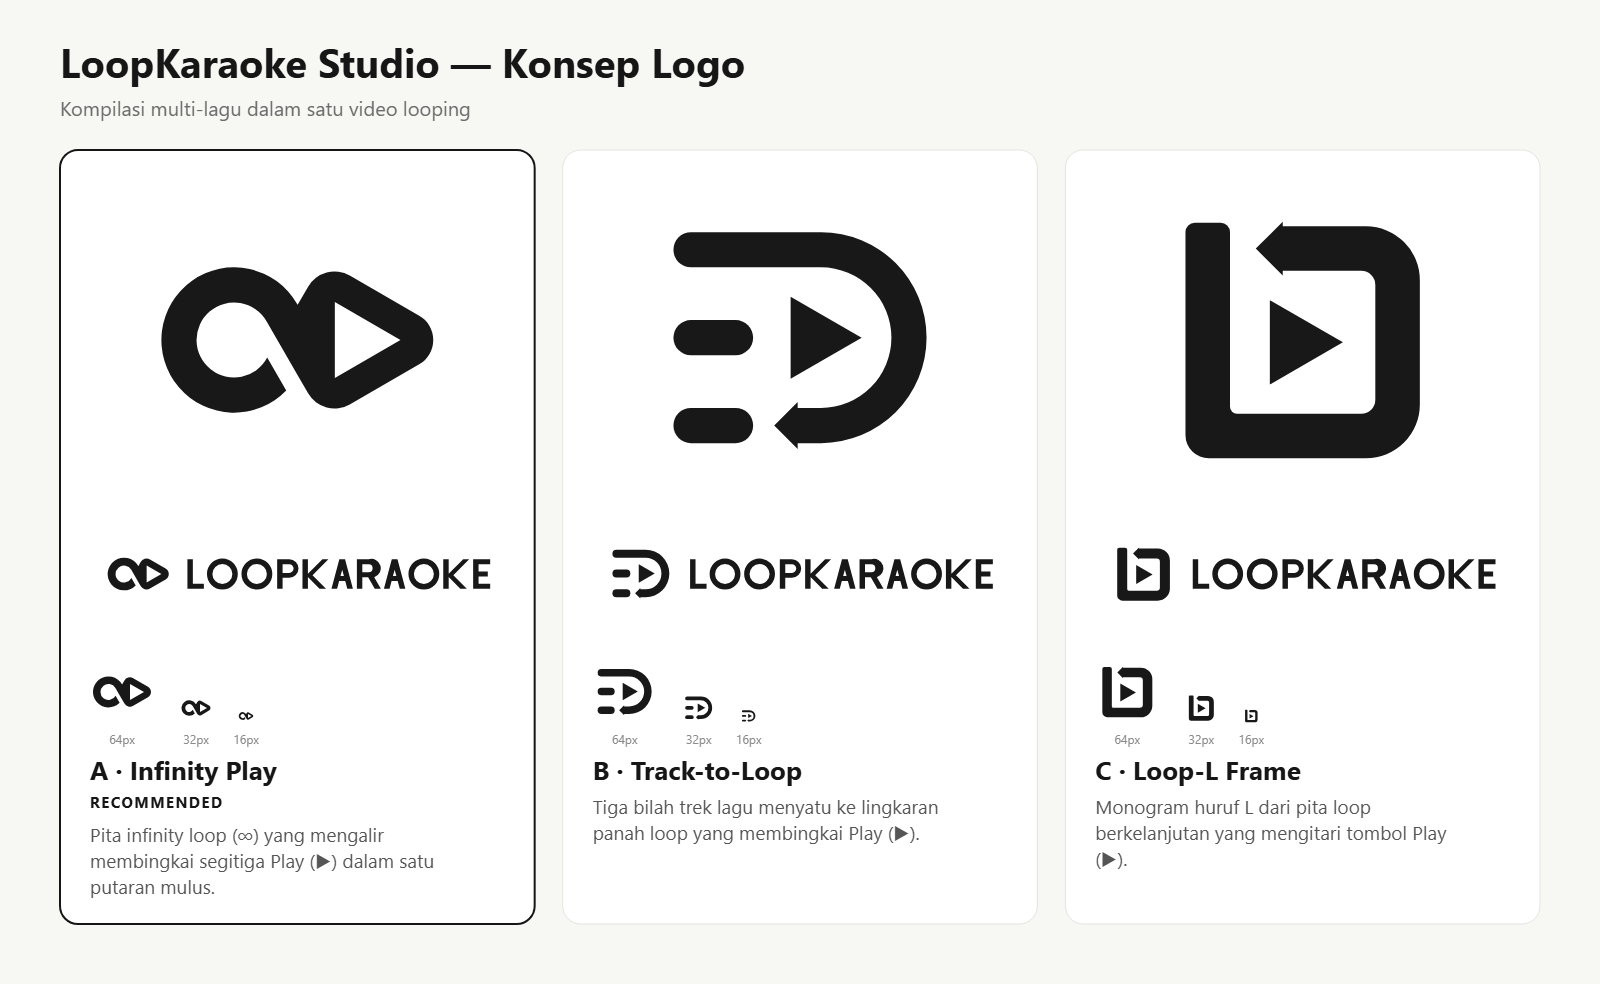 LoopKaraoke Studio — Konsep Logo
Kompilasi multi-lagu dalam satu video looping
LOOPKARAOKE
64px
32px
16px
A · Infinity Play
RECOMMENDED
Pita infinity loop (∞) yang mengalir
membingkai segitiga Play (▶) dalam satu
putaran mulus.
LOOPKARAOKE
64px
32px
16px
B · Track-to-Loop
Tiga bilah trek lagu menyatu ke lingkaran
panah loop yang membingkai Play (▶).
LOOPKARAOKE
64px
32px
16px
C · Loop-L Frame
Monogram huruf L dari pita loop
berkelanjutan yang mengitari tombol Play
(▶).